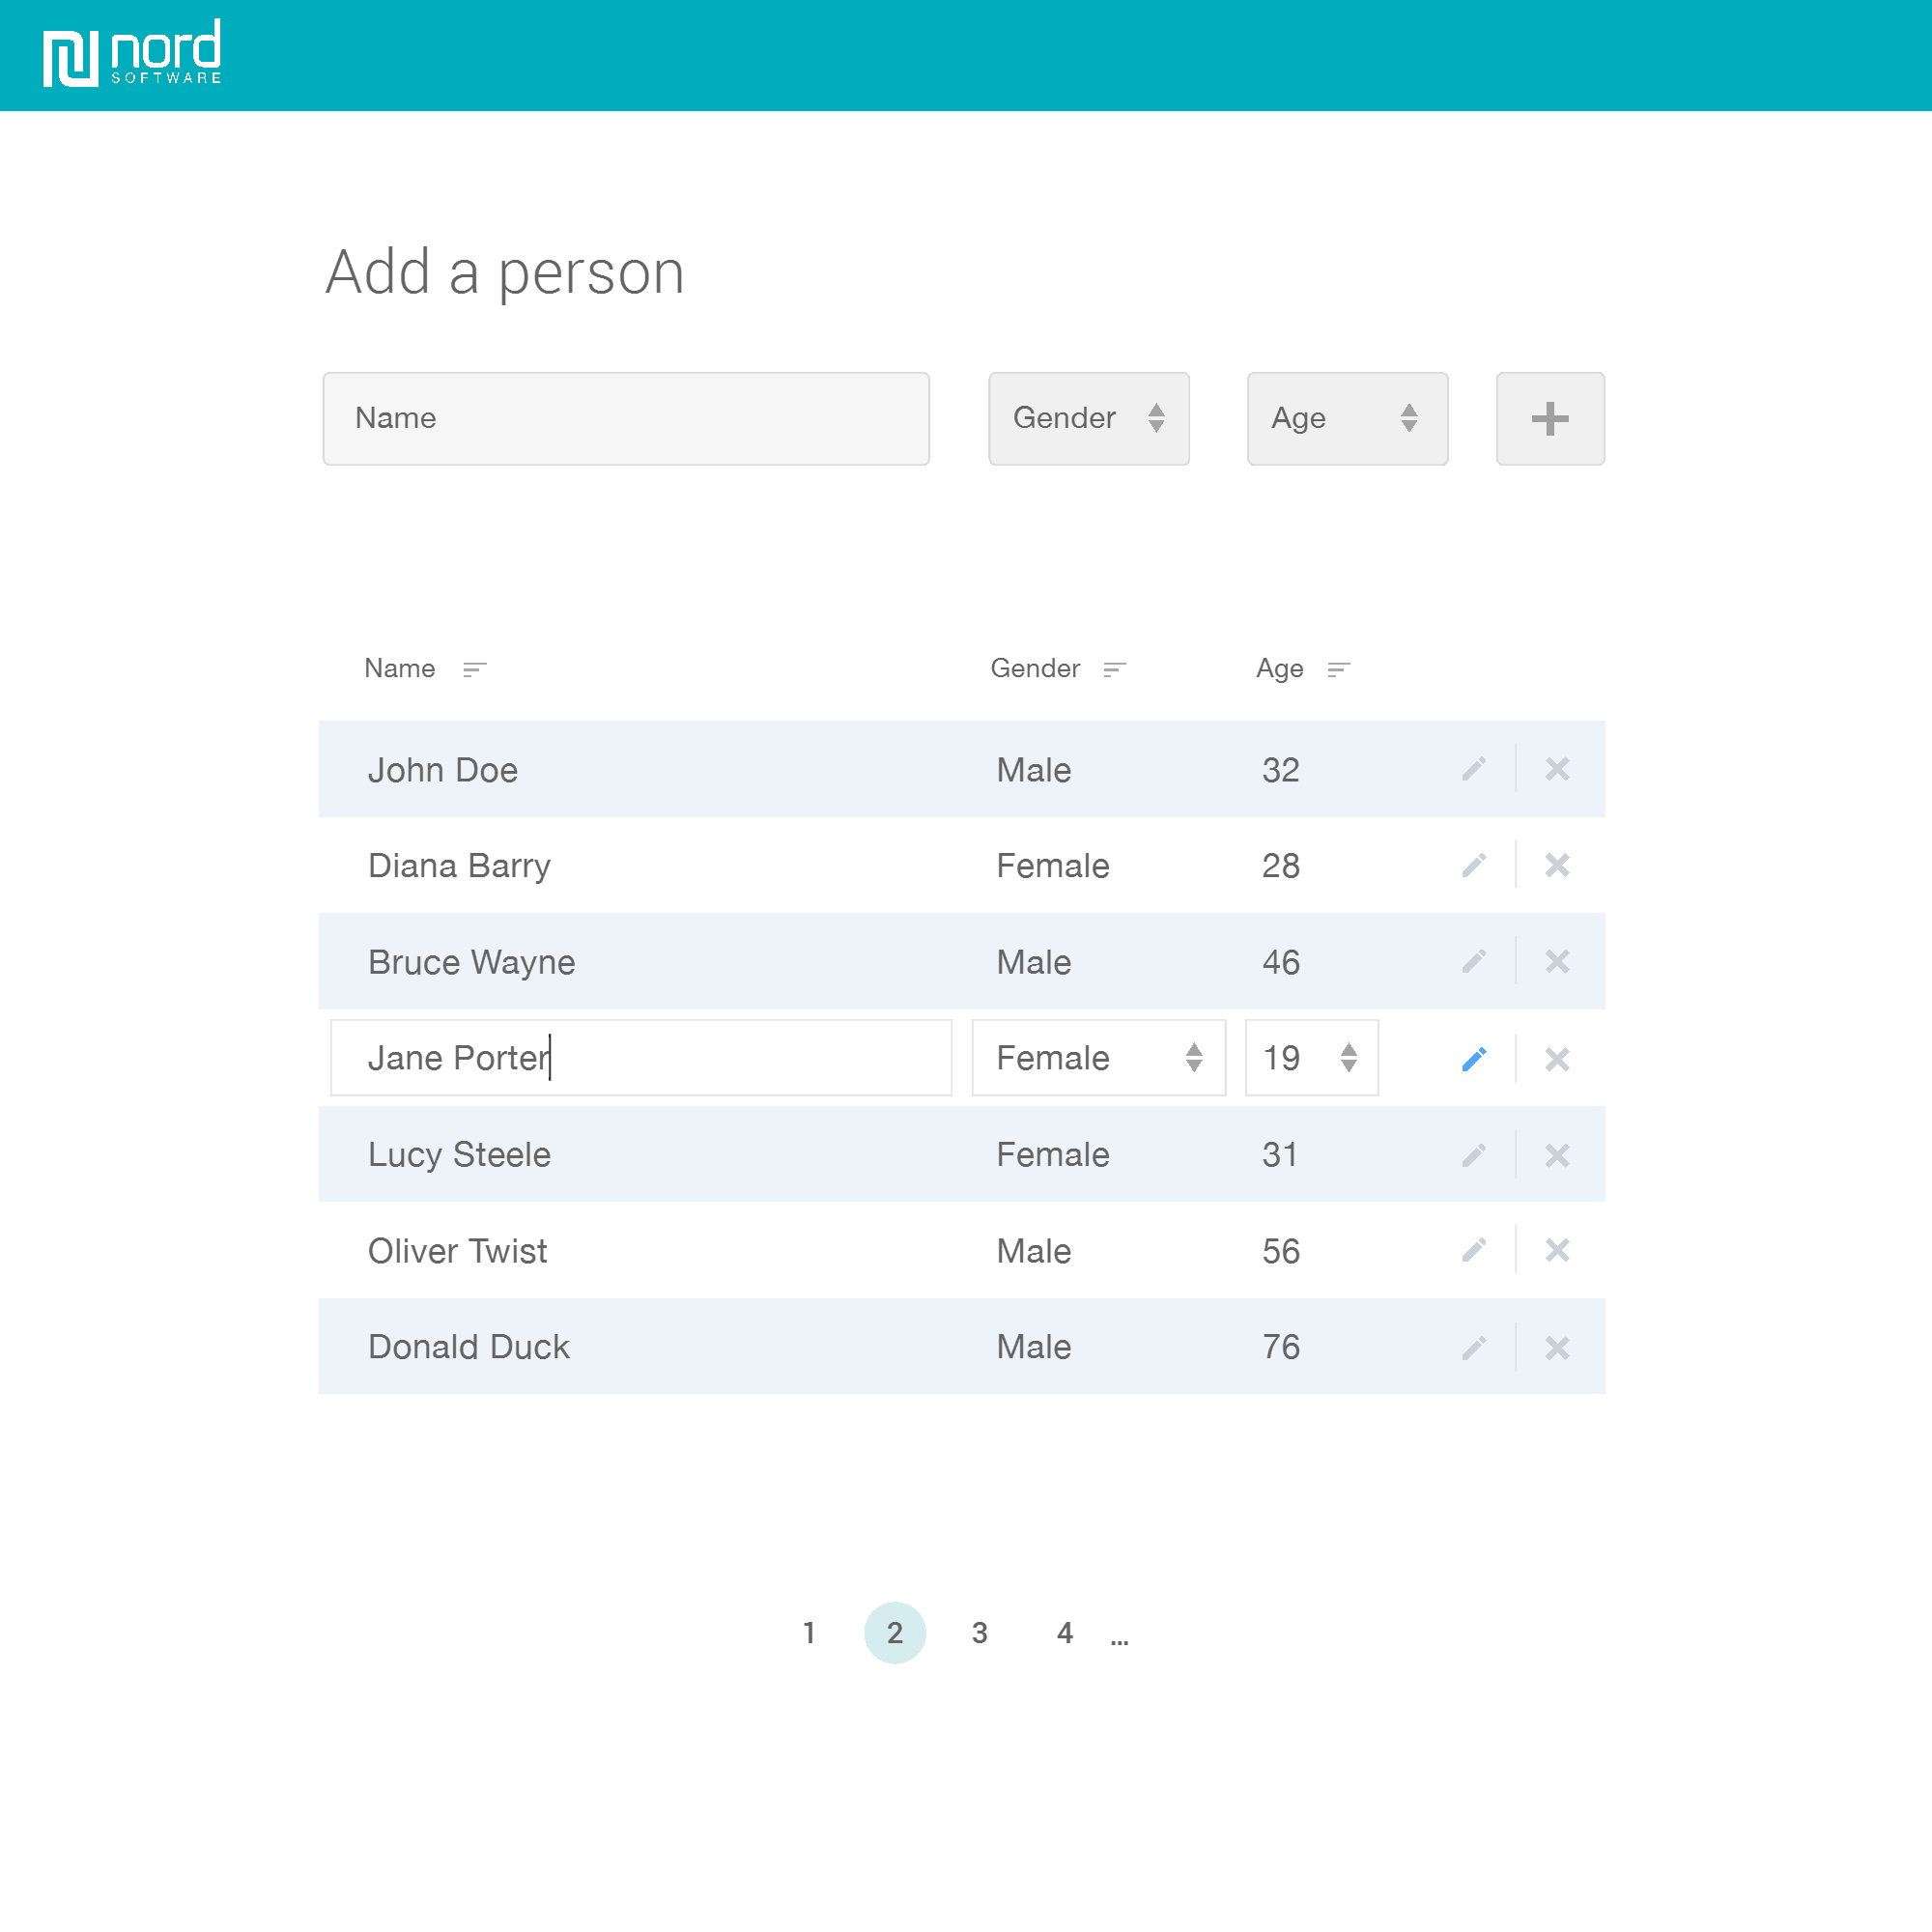 nord
SOFTWARE
Add a person
Name Gender Age
Name Gender Age
John Doe Male 32
Diana Barry Female 28
Bruce Wayne Male 46
Jane Porter Female 19
Lucy Steele Female 31
Oliver Twist Male 56
Donald Duck Male 76
1 2 3 4 ...